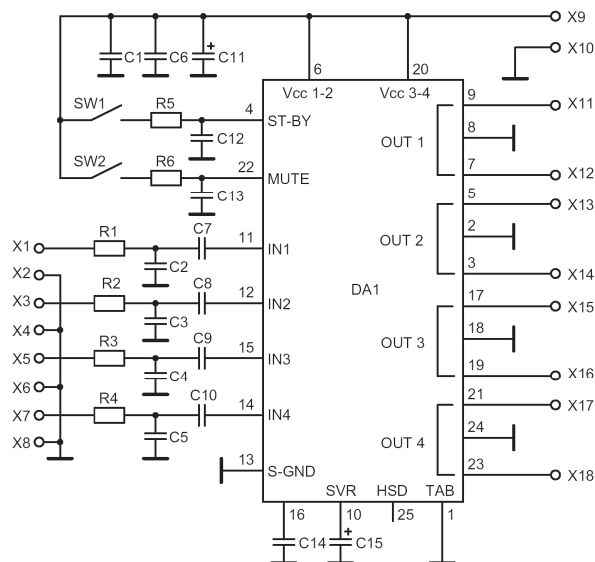 X9
X10
C1
C6
+
C11
6
20
Vcc 1-2
Vcc 3-4
SW1
R5
4
ST-BY
C12
SW2
R6
22
MUTE
C13
9
X11
8
OUT 1
7
X12
5
X13
2
OUT 2
3
X14
X1
R1
C7
11
IN1
C2
X2
X3
R2
C8
12
IN2
C3
X4
X5
R3
C9
15
IN3
C4
X6
X7
R4
C10
14
IN4
C5
X8
DA1
17
X15
18
OUT 3
19
X16
21
X17
24
OUT 4
23
X18
13
S-GND
SVR
HSD
TAB
16
10
25
1
C14
+
C15